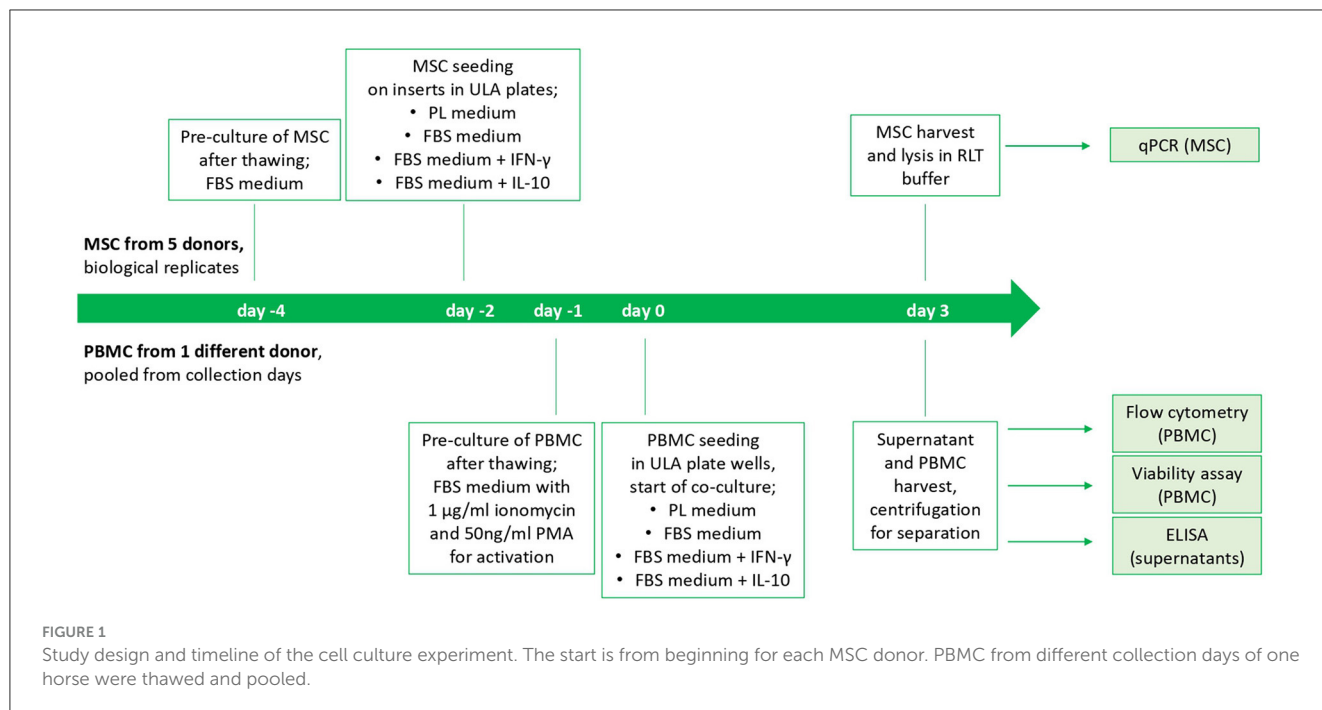 MSC seeding
on inserts in ULA plates;
• PL medium
• FBS medium
• FBS medium + IFN-γ
• FBS medium + IL-10
Pre-culture of MSC
after thawing;
FBS medium
MSC harvest
and lysis in RLT
buffer
qPCR (MSC)
MSC from 5 donors,
biological replicates
day -4
day -2
day -1
day 0
day 3
PBMC from 1 different donor,
pooled from collection days
Pre-culture of PBMC
after thawing;
FBS medium with
1 µg/ml ionomycin
and 50ng/ml PMA
for activation
PBMC seeding
in ULA plate wells,
start of co-culture;
• PL medium
• FBS medium
• FBS medium + IFN-γ
• FBS medium + IL-10
Supernatant
and PBMC
harvest,
centrifugation
for separation
Flow cytometry
(PBMC)
Viability assay
(PBMC)
ELISA
(supernatants)
FIGURE 1
Study design and timeline of the cell culture experiment. The start is from beginning for each MSC donor. PBMC from different collection days of one
horse were thawed and pooled.